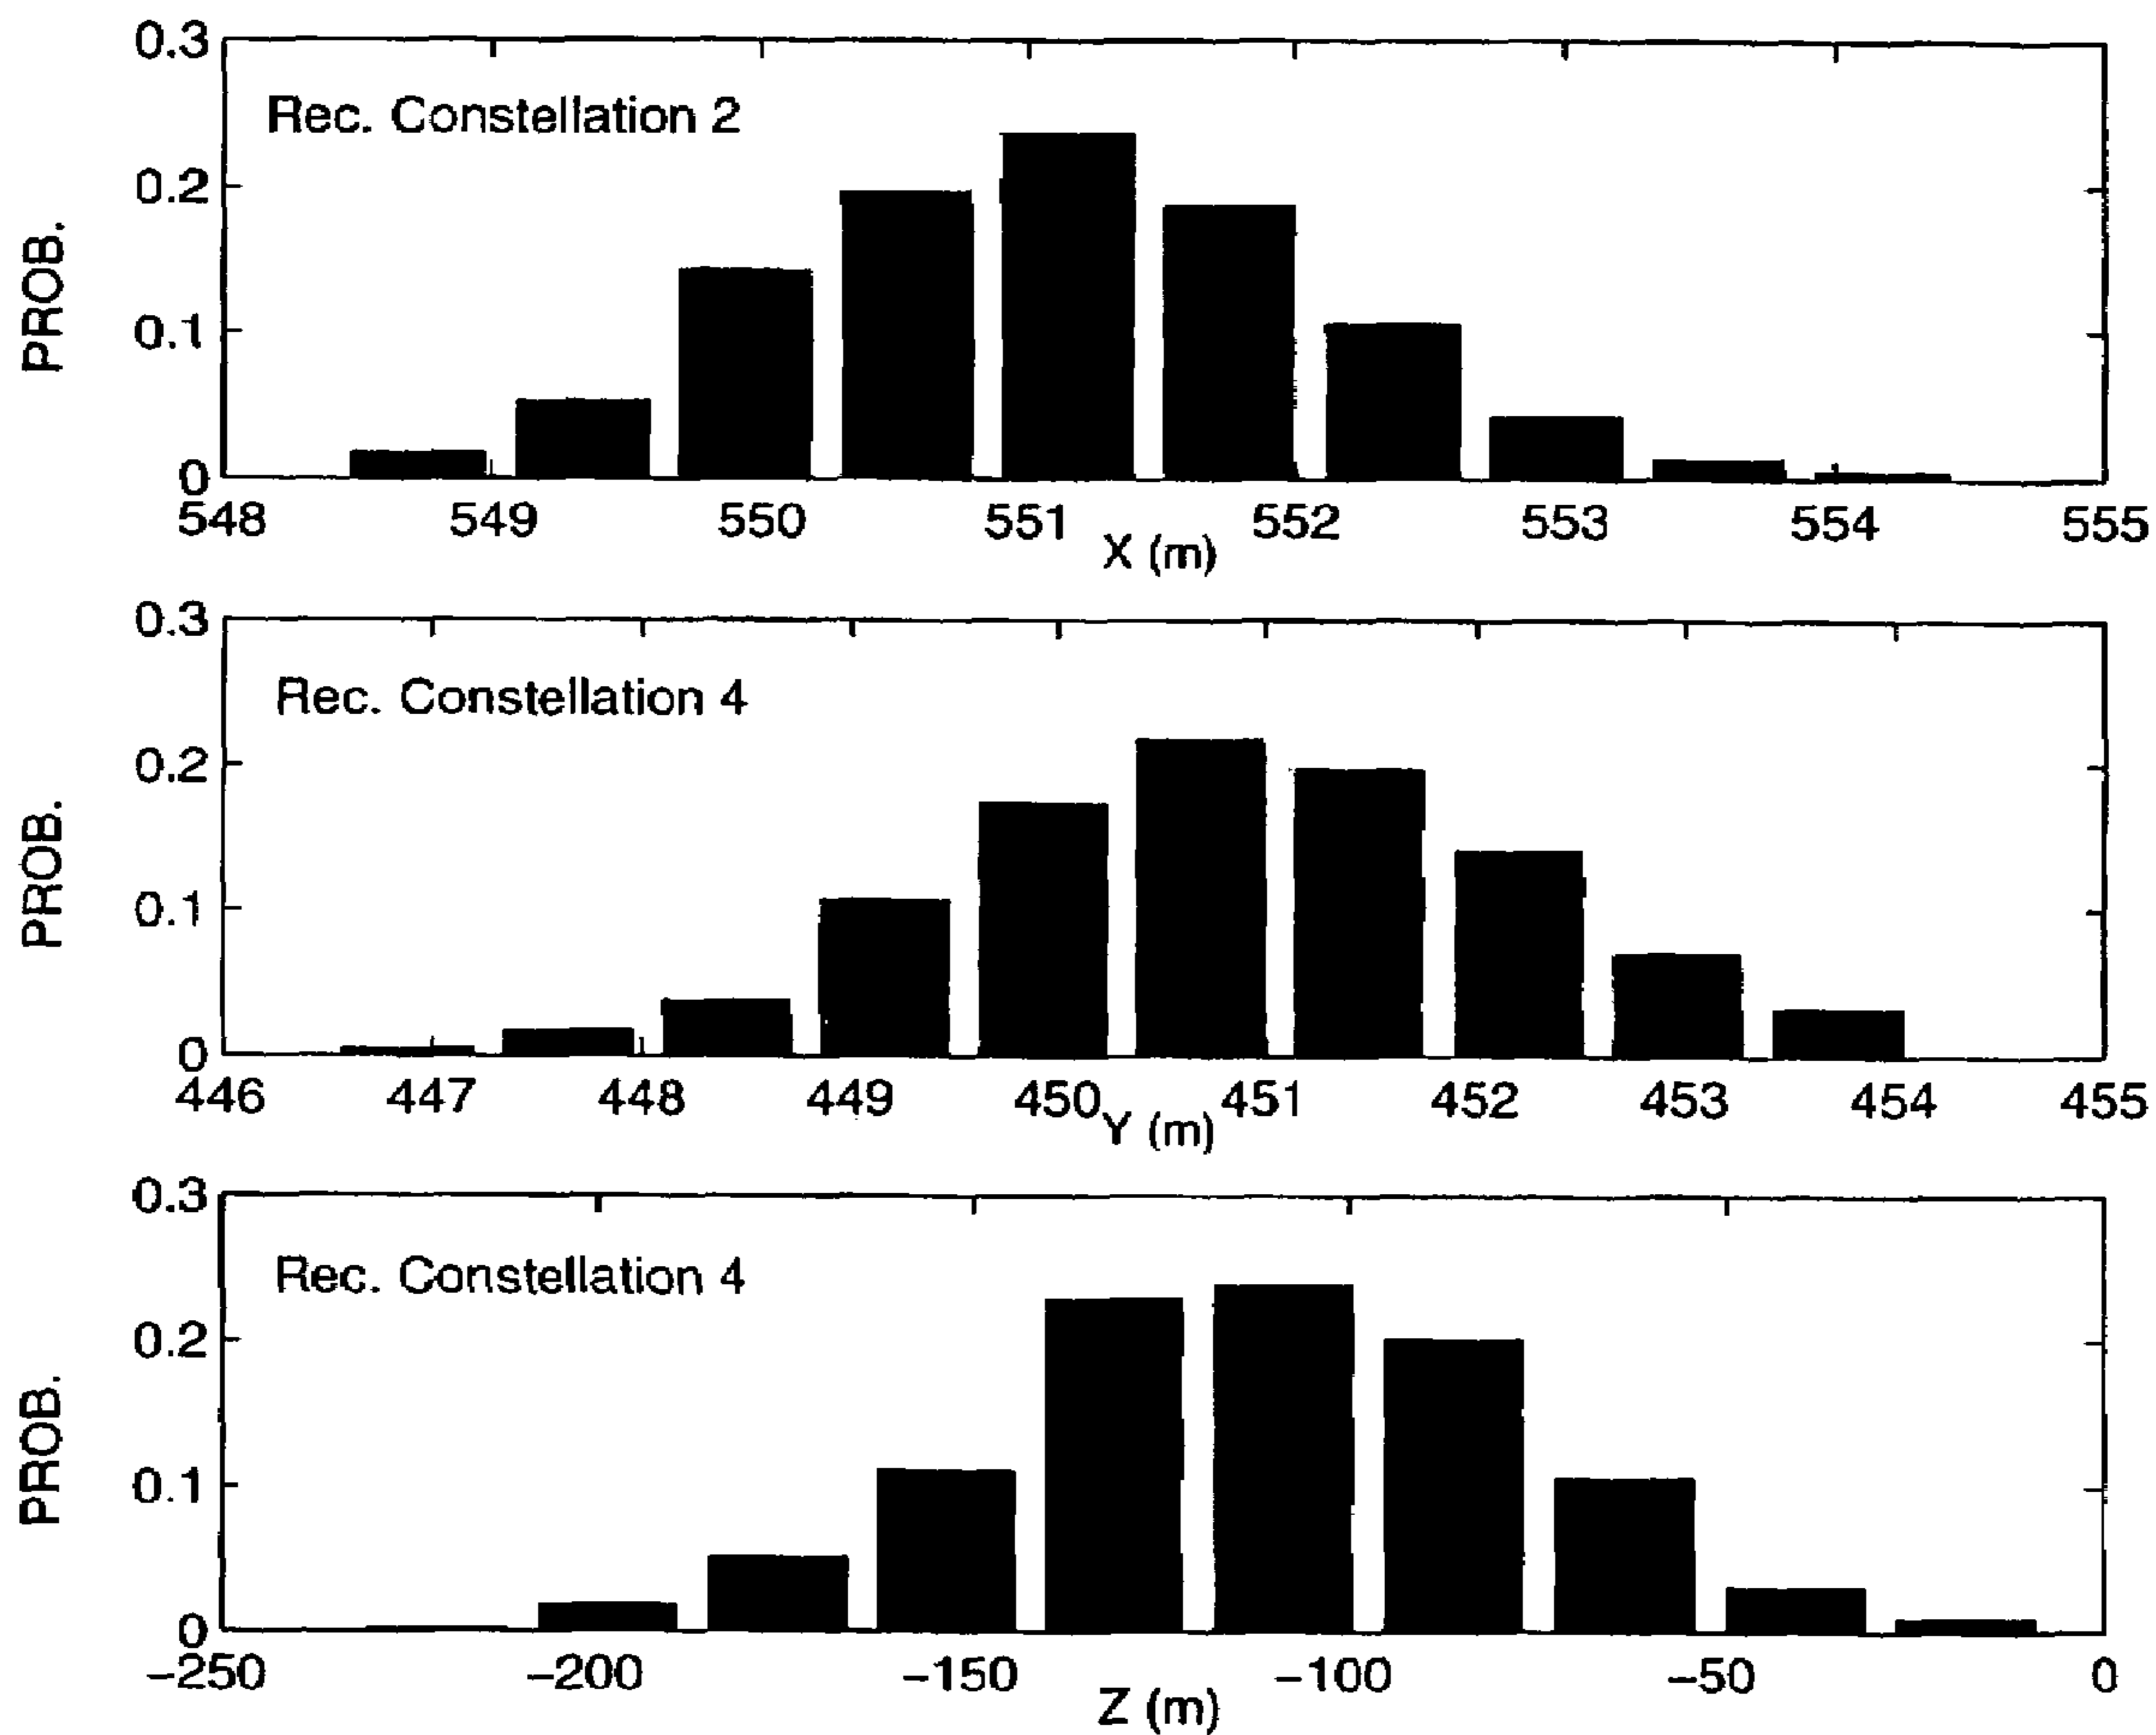 0.3
Rec. Constellation 2
0.2
PROB.
0.1
0
548 549 550 551 552 553 554 555
X (m)
0.3
Rec. Constellation 4
0.2
PROB.
0.1
0
446 447 448 449 450 451 452 453 454 455
Y (m)
0.3
Rec. Constellation 4
0.2
PROB.
0.1
0
−250 −200 −150 −100 −50 0
Z (m)